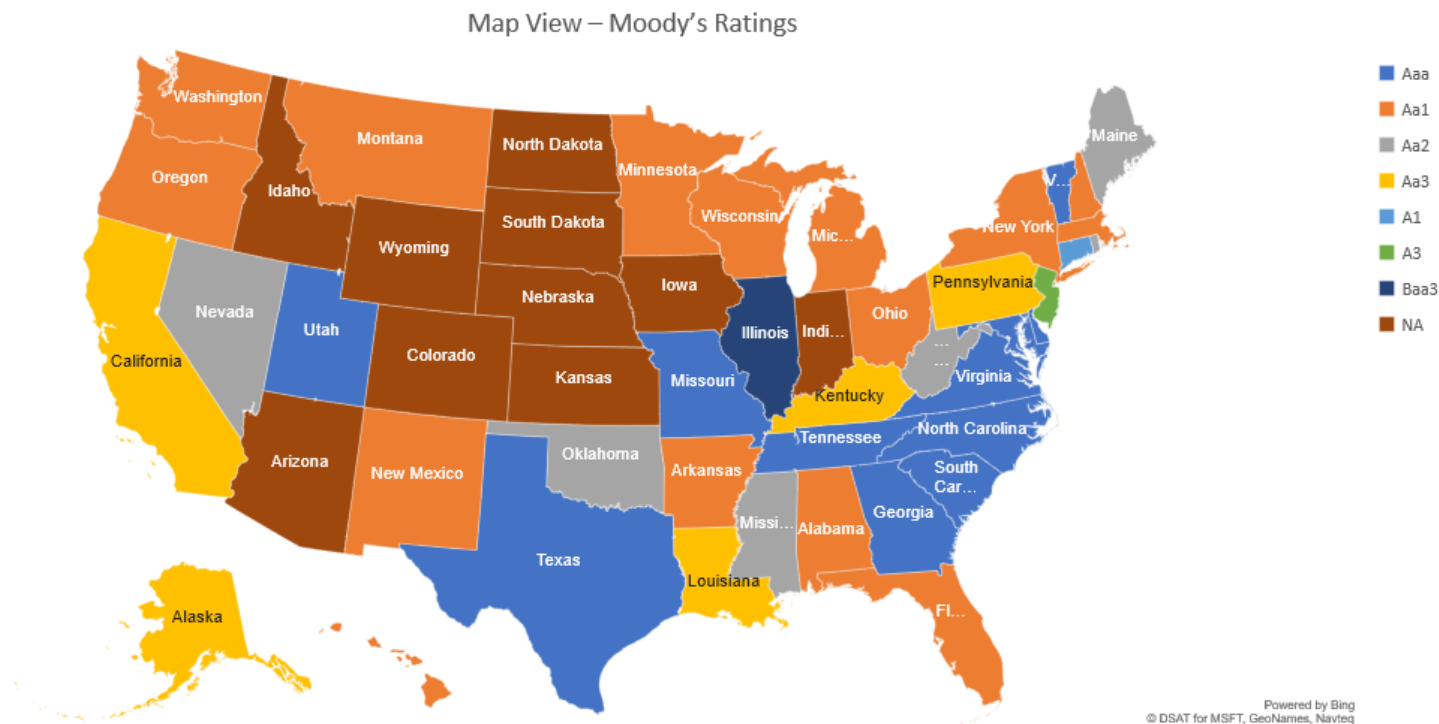 Map View – Moody's Ratings
Aaa
Aa1
Aa2
Aa3
A1
A3
Baa3
NA
Washington
Montana
North Dakota
Minnesota
Maine
Oregon
Idaho
V...
South Dakota
Wisconsin
New York
Wyoming
Mic...
Nebraska
Iowa
Pennsylvania
Nevada
Utah
Ohio
Illinois
Indi...
California
Colorado
Kansas
Missouri
...
...
Virginia
Kentucky
Tennessee
North Carolina
Arizona
New Mexico
Oklahoma
Arkansas
South
Car...
Georgia
Missi...
Alabama
Texas
Louisiana
Fl...
Alaska
Powered by Bing
© DSAT for MSFT, GeoNames, Navteq